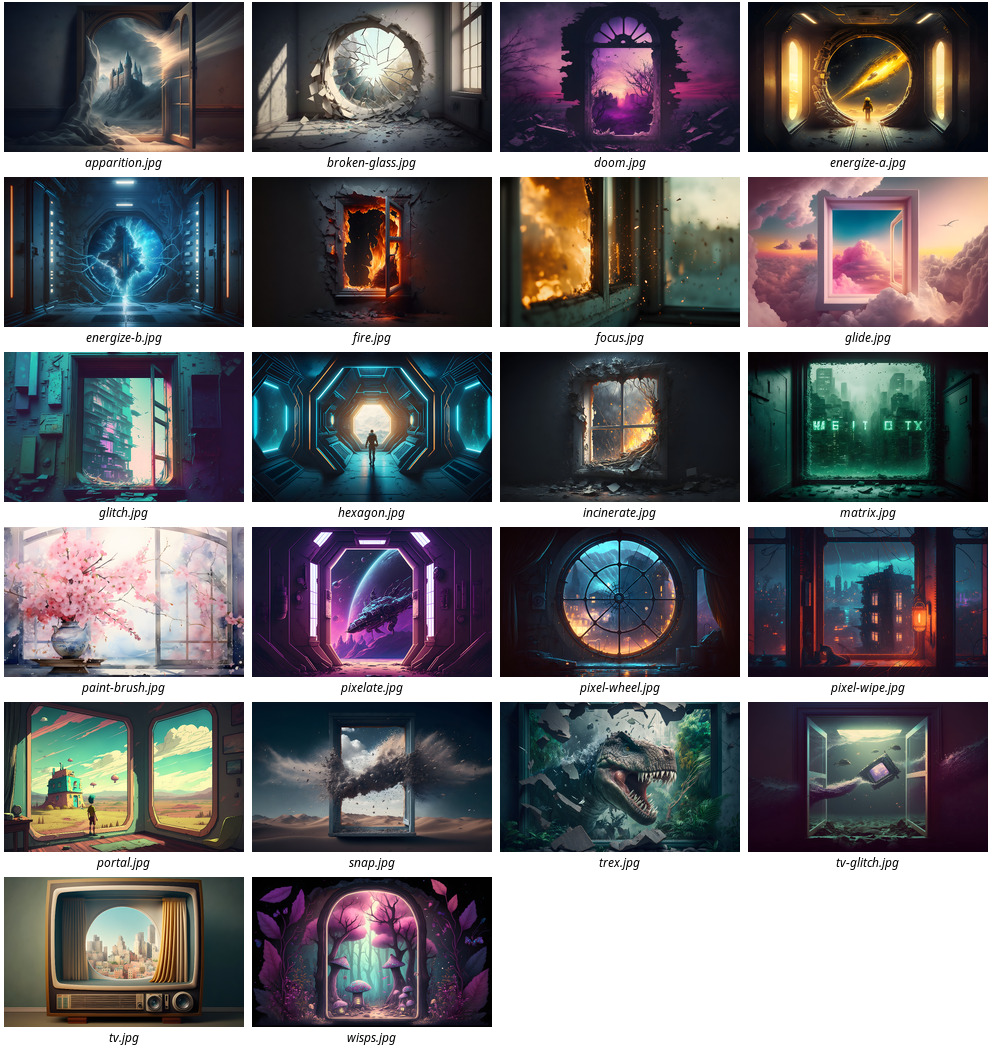 apparition.jpg
broken-glass.jpg
doom.jpg
energize-a.jpg
energize-b.jpg
fire.jpg
focus.jpg
glide.jpg
glitch.jpg
hexagon.jpg
incinerate.jpg
matrix.jpg
paint-brush.jpg
pixelate.jpg
pixel-wheel.jpg
pixel-wipe.jpg
portal.jpg
snap.jpg
trex.jpg
tv-glitch.jpg
tv.jpg
wisps.jpg